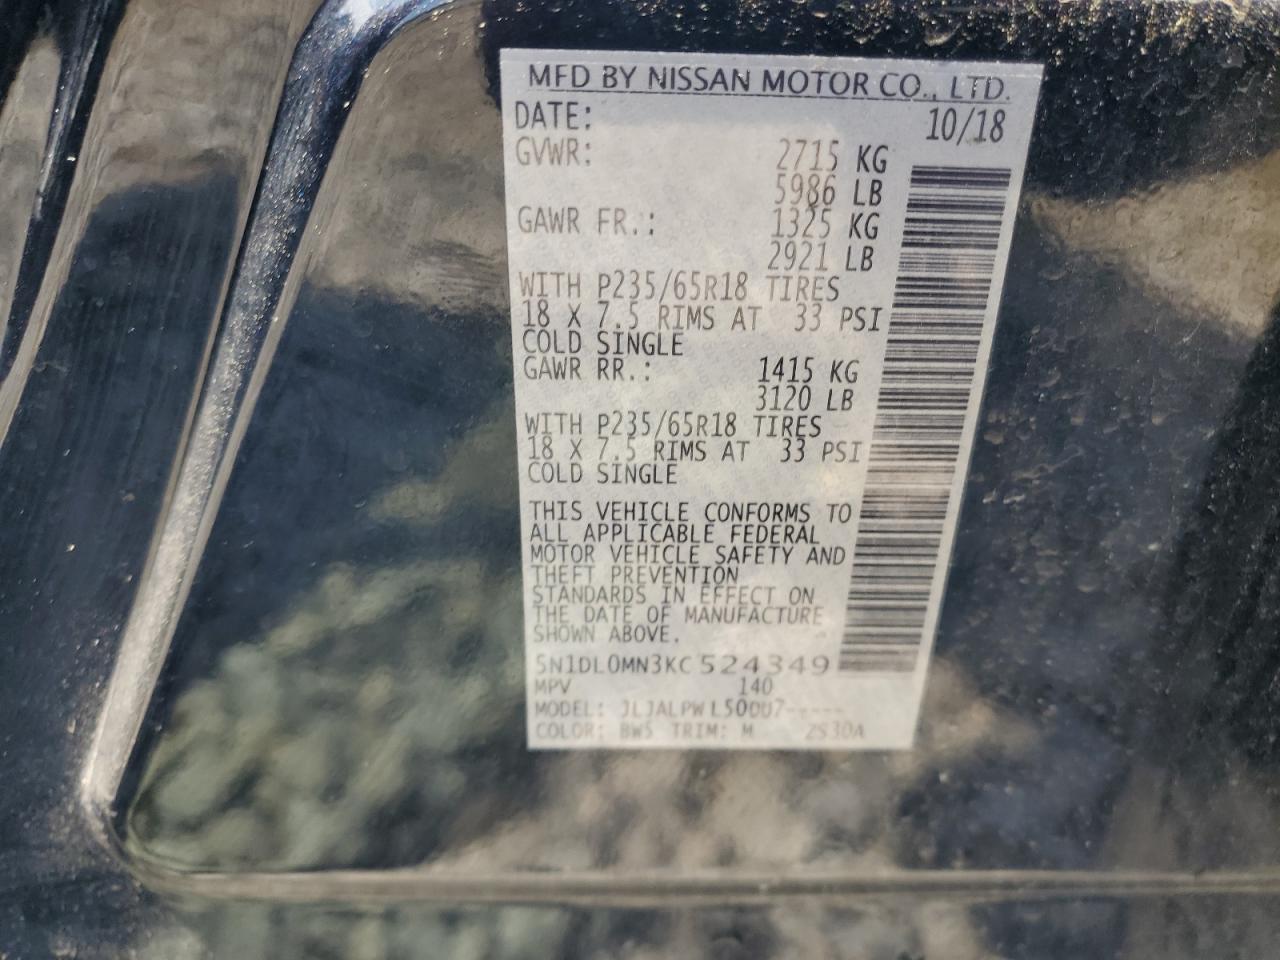 MFD BY NISSAN MOTOR CO., LTD.
DATE: 10/18
GVWR: 2715 KG
5986 LB
GAWR FR.: 1325 KG
2921 LB
WITH P235/65R18 TIRES
18 X 7.5 RIMS AT 33 PSI
COLD SINGLE
GAWR RR.: 1415 KG
3120 LB
WITH P235/65R18 TIRES
18 X 7.5 RIMS AT 33 PSI
COLD SINGLE
THIS VEHICLE CONFORMS TO
ALL APPLICABLE FEDERAL
MOTOR VEHICLE SAFETY AND
THEFT PREVENTION
STANDARDS IN EFFECT ON
THE DATE OF MANUFACTURE
SHOWN ABOVE.
5N1DL0MN3KC524349
MPV 140
MODEL: JLJALPWL50UU7-----
COLOR: BW5 TRIM: M ZS30A